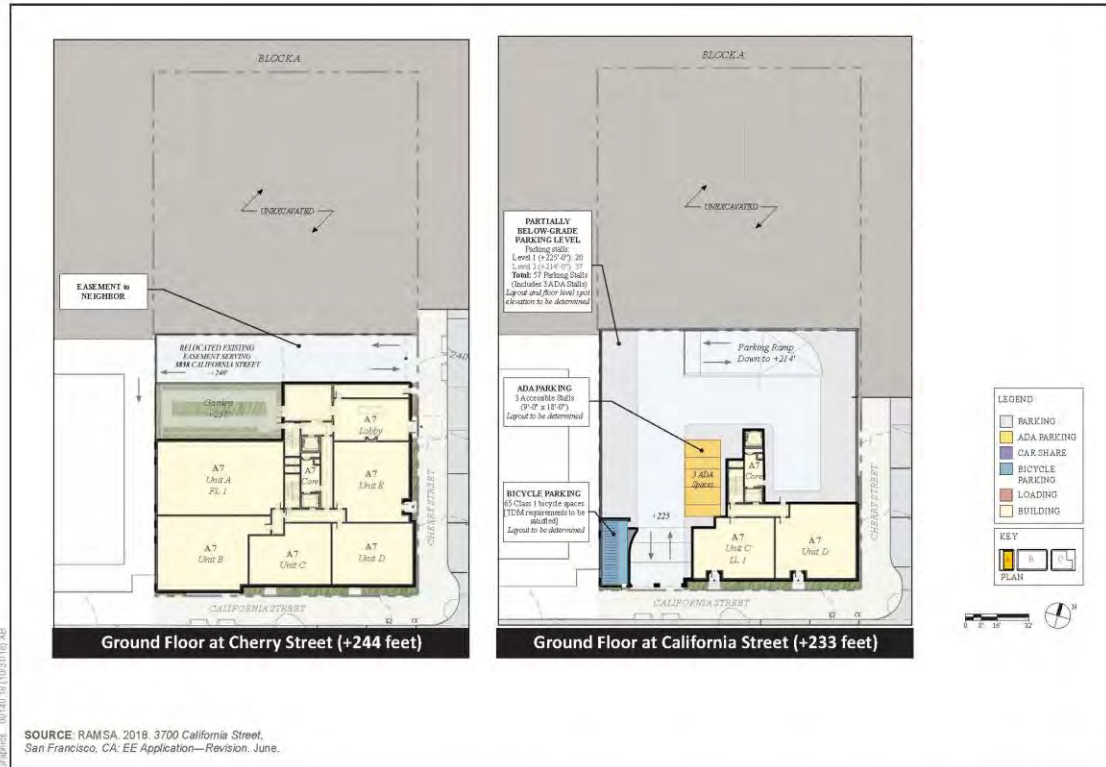 BLOCK A
UNEXCAVATED
EASEMENT to
NEIGHBOR
RELOCATED EXISTING
EASEMENT SERVING
3838 CALIFORNIA STREET
+240'
Garden
A7
Lobby
A7
Unit A
FL 1
A7
Core
A7
Unit E
A7
Unit B
A7
Unit C
A7
Unit D
CHERRY STREET
CALIFORNIA STREET
Ground Floor at Cherry Street (+244 feet)
BLOCK A
UNEXCAVATED
PARTIALLY
BELOW-GRADE
PARKING LEVEL
Parking stalls:
Level 1 (+225'-0"): 20
Level 2 (+214'-0"): 37
Total: 57 Parking Stalls
(Includes 3 ADA Stalls)
Layout and floor level spot
elevation to be determined
Parking Ramp
Down to +214'
ADA PARKING
3 Accessible Stalls
(9'-0" x 18'-0")
Layout to be determined
3 ADA
Spaces
A7
Core
BICYCLE PARKING
65 Class 1 bicycle spaces
[TDM requirements to be
satisfied]
Layout to be determined
+225
A7
Unit C
LL 1
A7
Unit D
CHERRY STREET
CALIFORNIA STREET
Ground Floor at California Street (+233 feet)
LEGEND
PARKING
ADA PARKING
CAR SHARE
BICYCLE
PARKING
LOADING
BUILDING
KEY
B
PLAN
0 8' 16' 32'
N
SOURCE: RAMSA. 2018. 3700 California Street,
San Francisco, CA: EE Application—Revision. June.